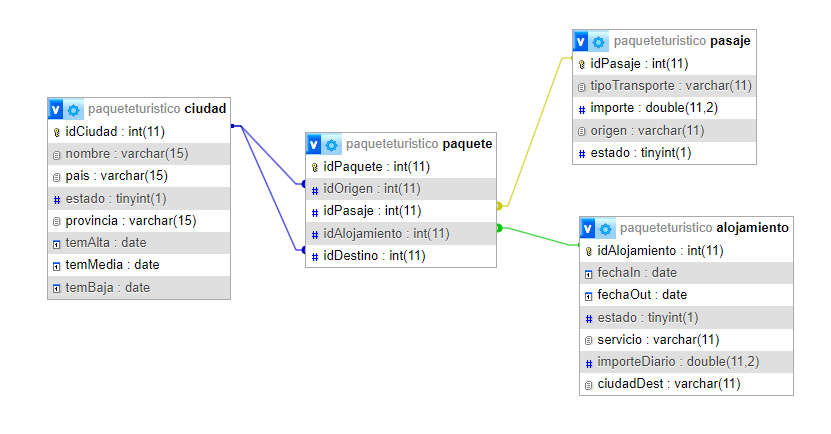 paqueteturistico ciudad
idCiudad : int(11)
nombre : varchar(15)
pais : varchar(15)
estado : tinyint(1)
provincia : varchar(15)
temAlta : date
temMedia : date
temBaja : date
paqueteturistico paquete
idPaquete : int(11)
idOrigen : int(11)
idPasaje : int(11)
idAlojamiento : int(11)
idDestino : int(11)
paqueteturistico pasaje
idPasaje : int(11)
tipoTransporte : varchar(11)
importe : double(11,2)
origen : varchar(11)
estado : tinyint(1)
paqueteturistico alojamiento
idAlojamiento : int(11)
fechaIn : date
fechaOut : date
estado : tinyint(1)
servicio : varchar(11)
importeDiario : double(11,2)
ciudadDest : varchar(11)